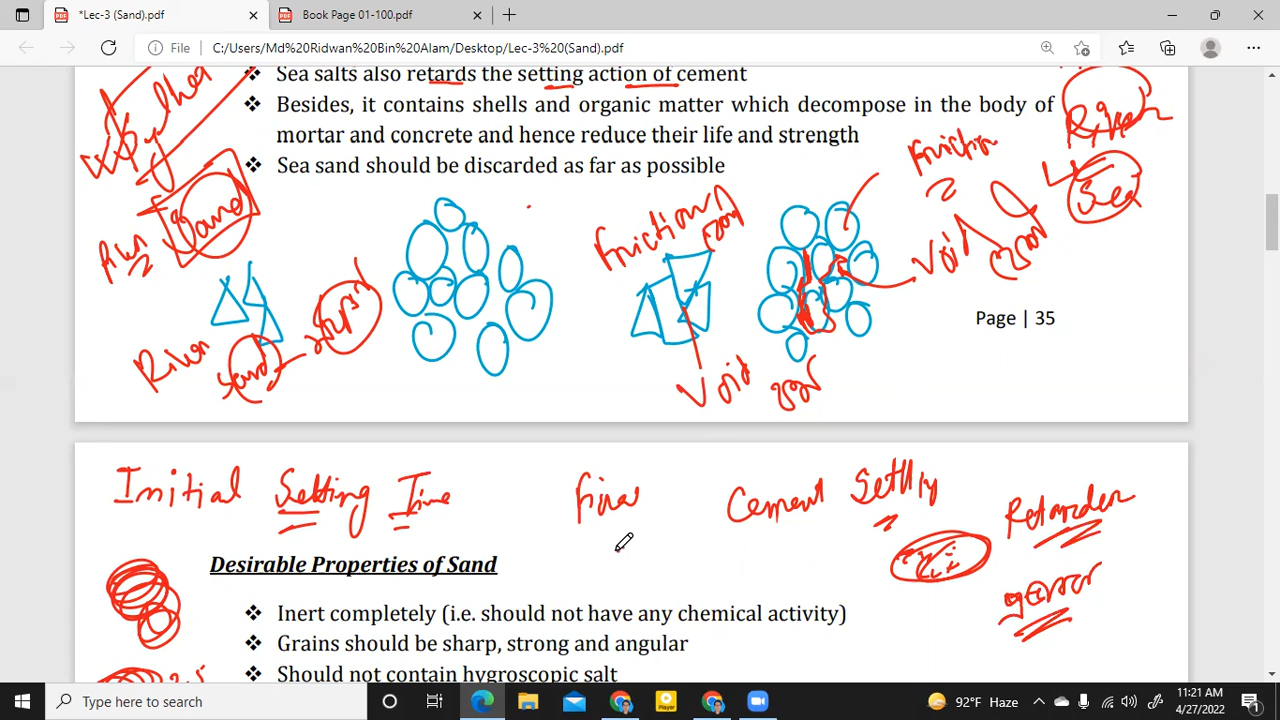 *Lec-3 (Sand).pdf
Book Page 01-100.pdf
File
C:/Users/Md%20Ridwan%20Bin%20Alam/Desktop/Lec-3%20(Sand).pdf
❖ Sea salts also retards the setting action of cement
❖ Besides, it contains shells and organic matter which decompose in the body of
mortar and concrete and hence reduce their life and strength
❖ Sea sand should be discarded as far as possible
Friction
Sea
Friction
Sand
Void
River
Sand
Void
Page | 35
Initial Setting Time
Cement
Retarder
Desirable Properties of Sand
❖ Inert completely (i.e. should not have any chemical activity)
❖ Grains should be sharp, strong and angular
❖ Should not contain hygroscopic salt
Type here to search
92°F Haze
11:21 AM
4/27/2022